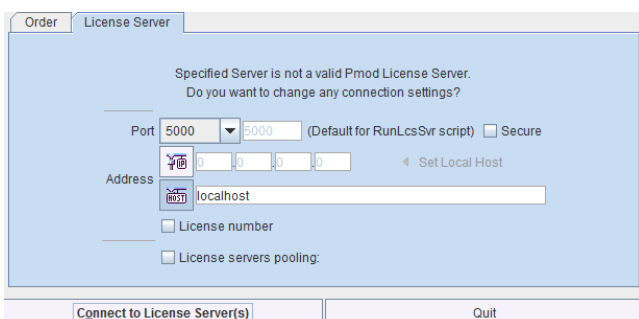 Order License Server
Specified Server is not a valid Pmod License Server.
Do you want to change any connection settings?
Port 5000 5000 (Default for RunLcsSvr script) Secure
IP 0 .0 .0 .0 Set Local Host
Address
HOST localhost
License number
License servers pooling:
Connect to License Server(s) Quit